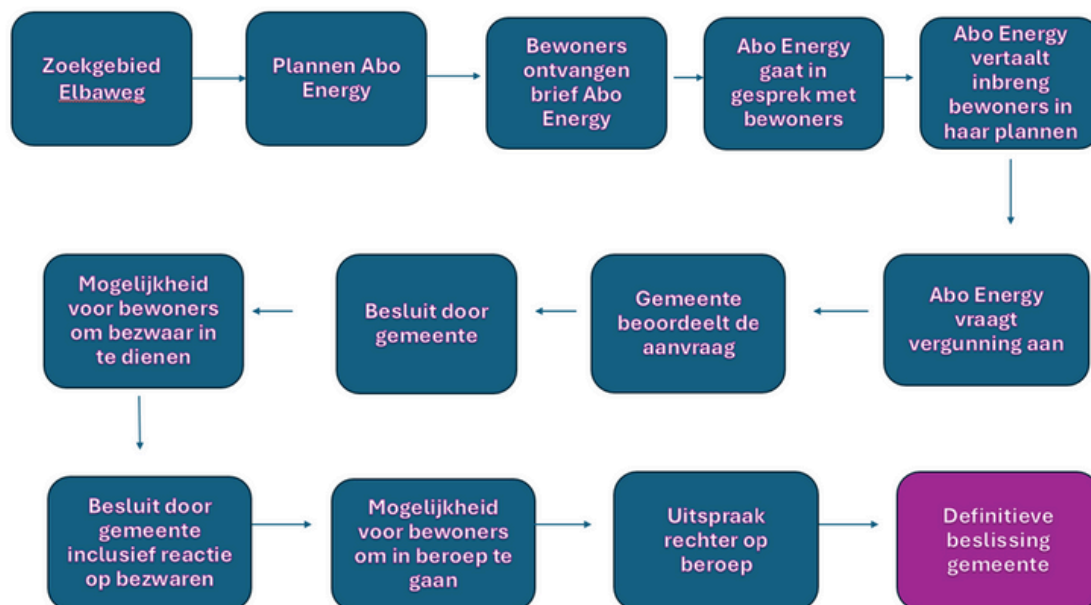 Zoekgebied
Elbaweg
Plannen Abo
Energy
Bewoners
ontvangen
brief Abo
Energy
Abo Energy
gaat in
gesprek met
bewoners
Abo Energy
vertaalt
inbreng
bewoners in
haar plannen
Abo Energy
vraagt
vergunning aan
Gemeente
beoordeelt de
aanvraag
Besluit door
gemeente
Mogelijkheid
voor bewoners
om bezwaar in
te dienen
Besluit door
gemeente
inclusief reactie
op bezwaren
Mogelijkheid
voor bewoners
om in beroep te
gaan
Uitspraak
rechter op
beroep
Definitieve
beslissing
gemeente